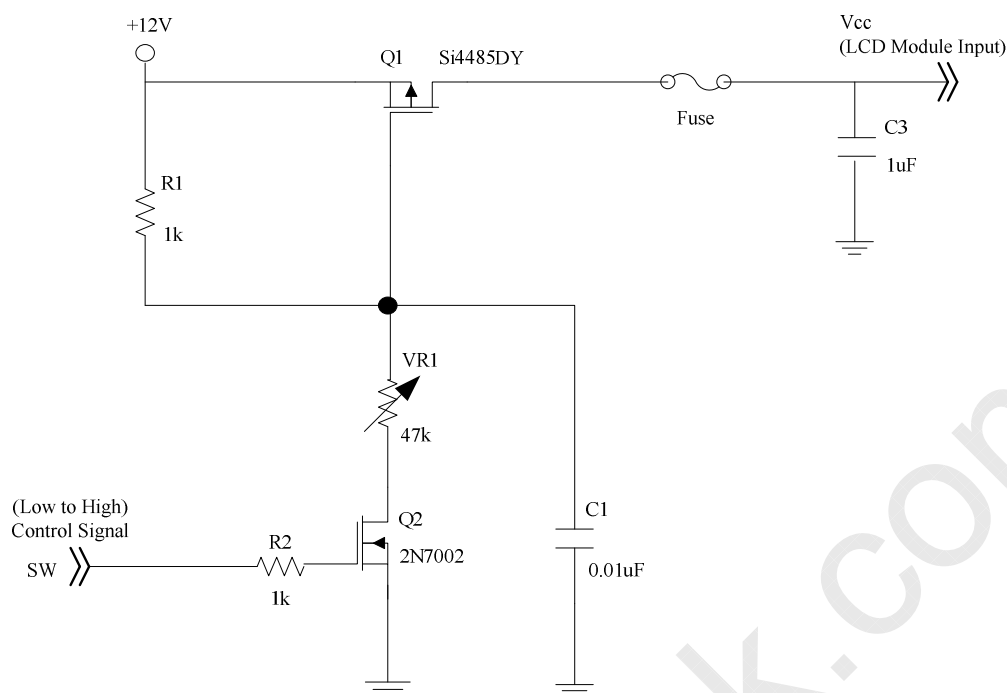 +12V
Q1
Si4485DY
Vcc
(LCD Module Input)
Fuse
C3
1uF
R1
1k
VR1
47k
(Low to High)
Control Signal
SW
R2
1k
Q2
2N7002
C1
0.01uF